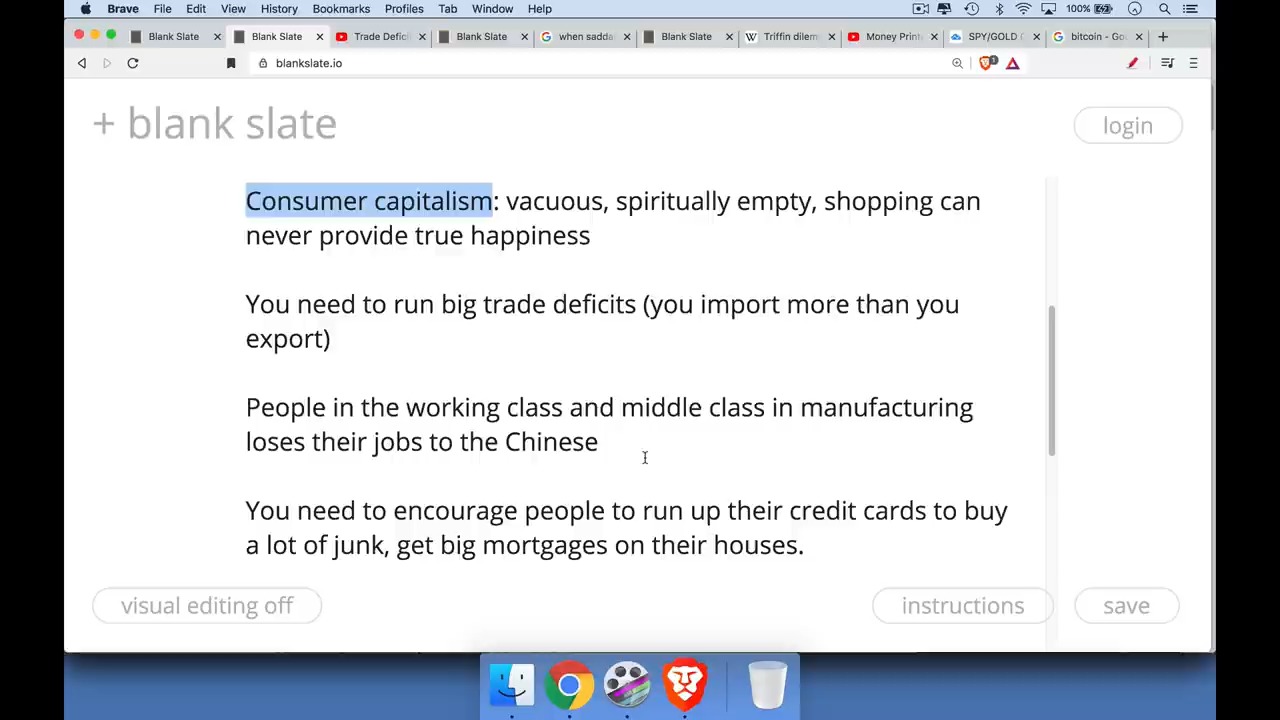 Brave File Edit View History Bookmarks Profiles Tab Window Help 100%
Blank Slate Blank Slate Trade Defici Blank Slate when sadda Blank Slate Triffin dilem Money Print SPY/GOLD C bitcoin - Go
blankslate.io
+ blank slate
login
Consumer capitalism: vacuous, spiritually empty, shopping can
never provide true happiness
You need to run big trade deficits (you import more than you
export)
People in the working class and middle class in manufacturing
loses their jobs to the Chinese
You need to encourage people to run up their credit cards to buy
a lot of junk, get big mortgages on their houses.
visual editing off
instructions
save